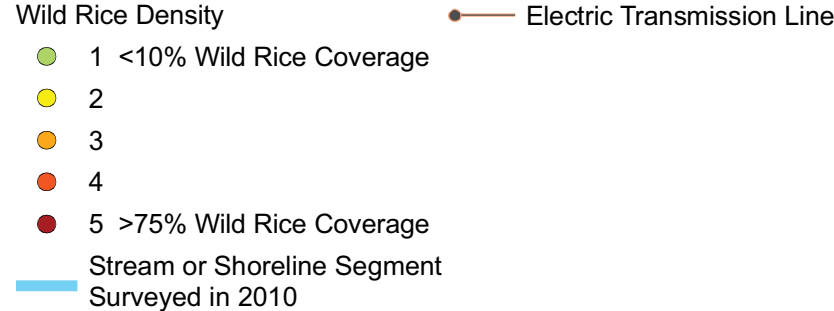 Wild Rice Density
1 <10% Wild Rice Coverage
2
3
4
5 >75% Wild Rice Coverage
Stream or Shoreline Segment
Surveyed in 2010
Electric Transmission Line